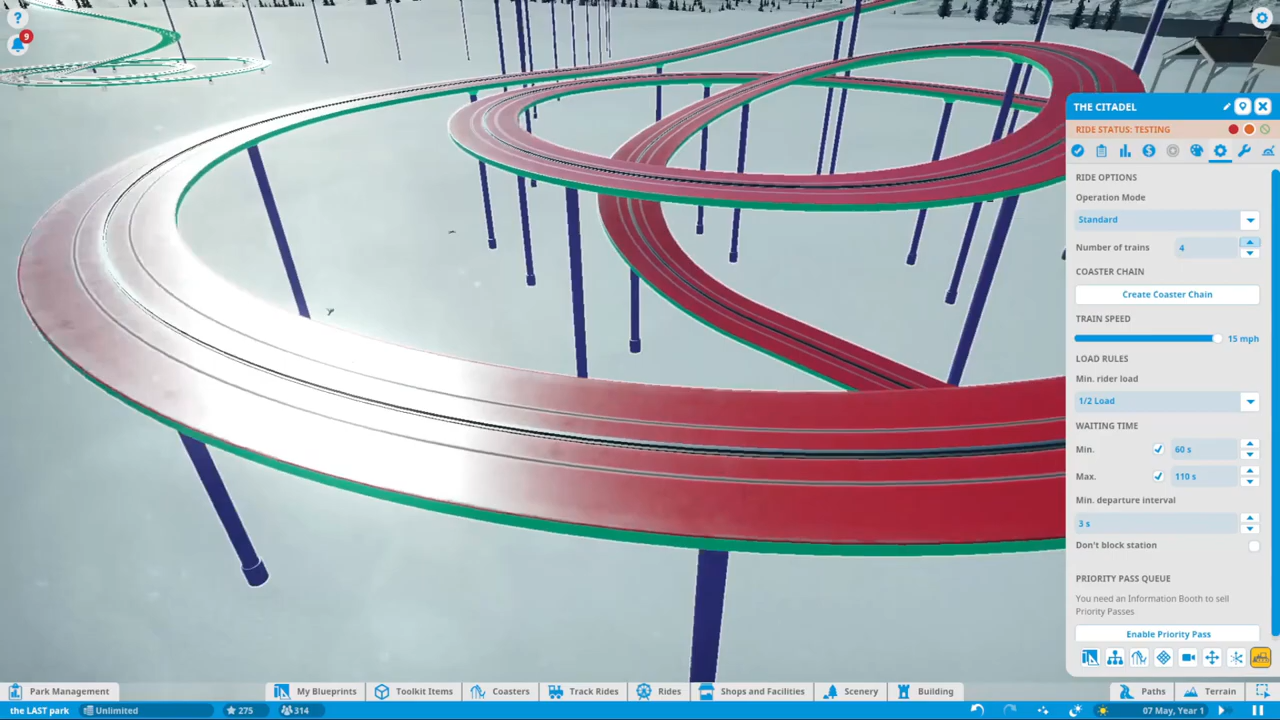 ?
9
THE CITADEL
RIDE STATUS: TESTING
RIDE OPTIONS
Operation Mode
Standard
Number of trains 4
COASTER CHAIN
Create Coaster Chain
TRAIN SPEED
15 mph
LOAD RULES
Min. rider load
1/2 Load
WAITING TIME
Min. 60 s
Max. 110 s
Min. departure interval
3 s
Don't block station
PRIORITY PASS QUEUE
You need an Information Booth to sell
Priority Passes
Enable Priority Pass
Park Management My Blueprints Toolkit Items Coasters Track Rides Rides Shops and Facilities Scenery Building Paths Terrain
the LAST park Unlimited 275 314 07 May, Year 1